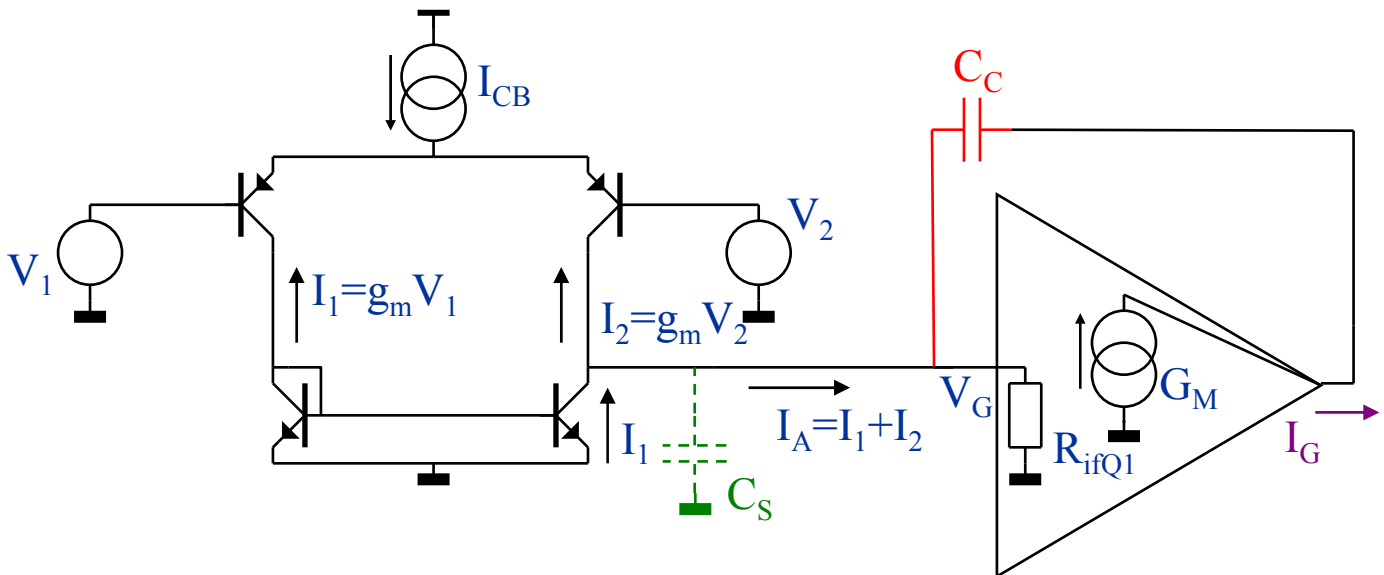 I_CB
C_C
V_1
I_1=g_mV_1
I_2=g_mV_2
V_2
I_1
C_S
I_A=I_1+I_2
V_G
R_ifQ1
G_M
I_G